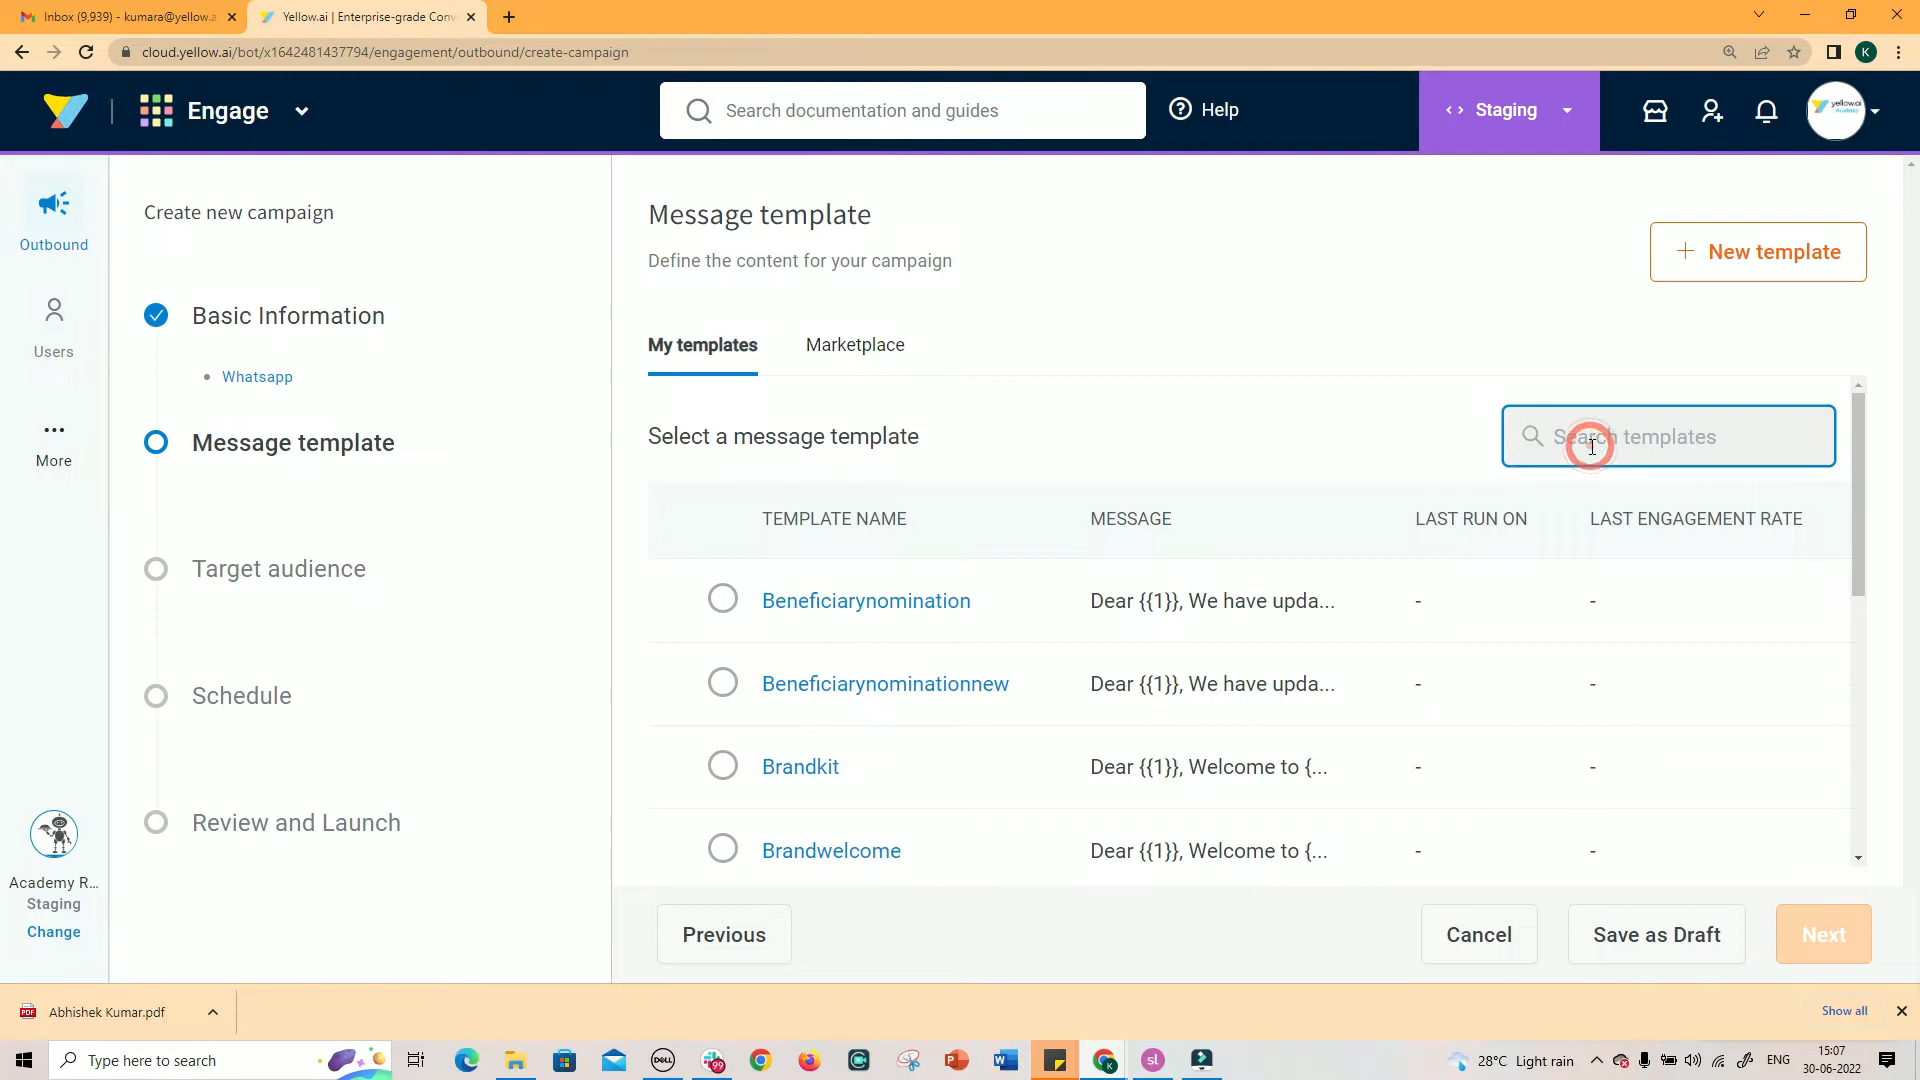 Inbox (9,939) - kumara@yellow.a
Yellow.ai | Enterprise-grade Conv
cloud.yellow.ai/bot/x1642481437794/engagement/outbound/create-campaign
K
Engage
Search documentation and guides
Help
Staging
yellow.ai
Academy
Outbound
Users
More
Academy R...
Staging
Change
Create new campaign
Basic Information
Whatsapp
Message template
Target audience
Schedule
Review and Launch
Message template
Define the content for your campaign
New template
My templates
Marketplace
Select a message template
Search templates
TEMPLATE NAME MESSAGE LAST RUN ON LAST ENGAGEMENT RATE
Beneficiarynomination Dear {{1}}, We have upda... - -
Beneficiarynominationnew Dear {{1}}, We have upda... - -
Brandkit Dear {{1}}, Welcome to {... - -
Brandwelcome Dear {{1}}, Welcome to {... - -
Previous
Cancel
Save as Draft
Next
Abhishek Kumar.pdf
Show all
Type here to search
DELL
99
sl
28°C Light rain
ENG
15:07
30-06-2022